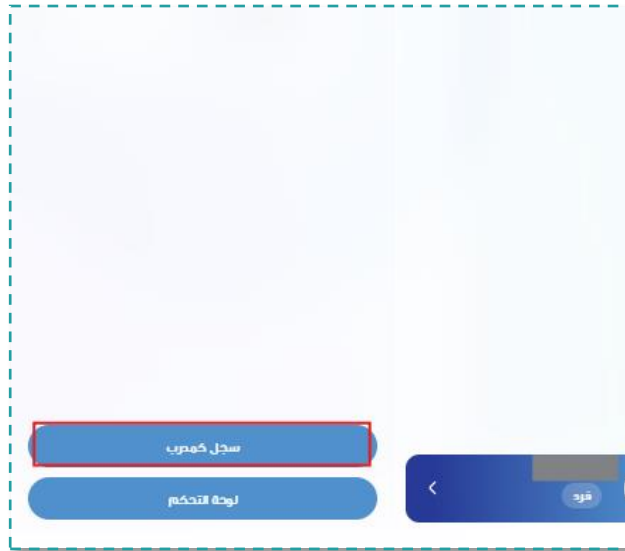 سجل كمدرب
لوحة التحكم
فرد